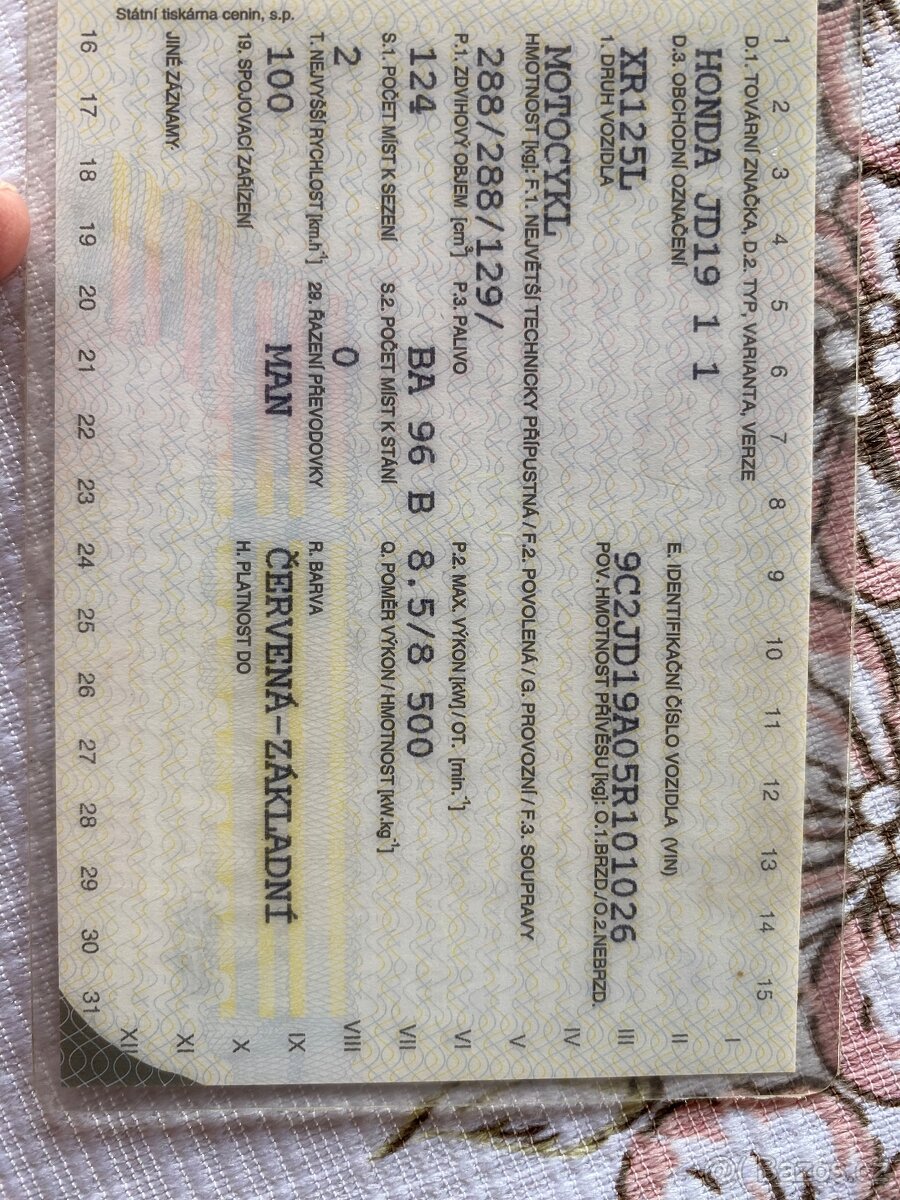 Státní tiskárna cenin, s.p.
1 2 3 4 5 6 7 8 9 10 11 12 13 14 15
D.1. TOVÁRNÍ ZNAČKA, D.2. TYP, VARIANTA, VERZE
HONDA JD19 1 1
D.3. OBCHODNÍ OZNAČENÍ E. IDENTIFIKAČNÍ ČÍSLO VOZIDLA (VIN)
XR125L 9C2JD19A05R101026
1. DRUH VOZIDLA POV. HMOTNOST PŘÍVĚSU [kg]: O.1.BRZD./O.2.NEBRZD.
MOTOCYKL
HMOTNOST [kg]: F.1. NEJVĚTŠÍ TECHNICKY PŘÍPUSTNÁ / F.2. POVOLENÁ / G. PROVOZNÍ / F.3. SOUPRAVY
288/288/129/
P.1. ZDVIHOVÝ OBJEM [cm³] P.3. PALIVO P.2. MAX. VÝKON [kW] / OT. [min.⁻¹]
124 BA 96 B 8.5/8 500
S.1. POČET MÍST K SEZENÍ S.2. POČET MÍST K STÁNÍ Q. POMĚR VÝKON / HMOTNOST [kW.kg⁻¹]
2 0
T. NEJVYŠŠÍ RYCHLOST [km.h⁻¹] 29. ŘAZENÍ PŘEVODOVKY R. BARVA
100 MAN ČERVENÁ-ZÁKLADNÍ
19. SPOJOVACÍ ZAŘÍZENÍ H. PLATNOST DO
JINÉ ZÁZNAMY:
16 17 18 19 20 21 22 23 24 25 26 27 28 29 30 31
I
II
III
IV
V
VI
VII
VIII
IX
X
XI
XII
Bazos.cz